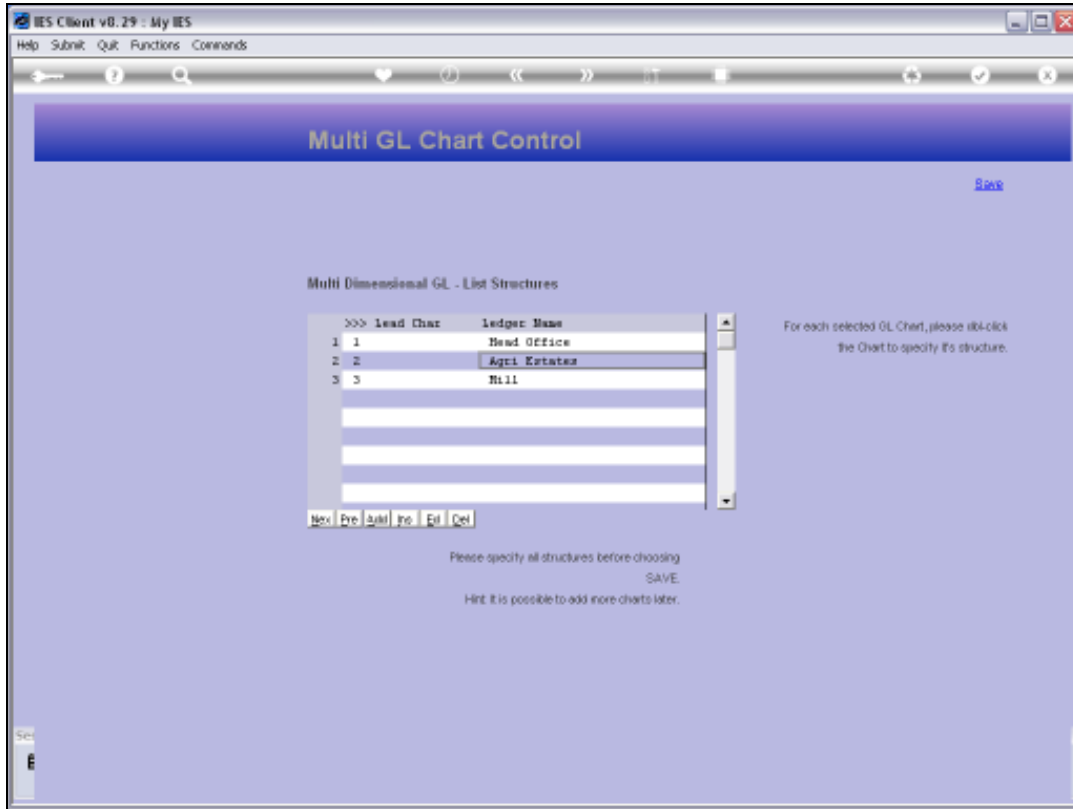 IES Client v8.29 : My IES
Help Submit Quit Functions Commands
Multi GL Chart Control
Save
Multi Dimensional GL - List Structures
>>> Lead Char Ledger Name
1 1 Head Office
2 2 Agri Estates
3 3 Mill
For each selected GL Chart, please dbl-click
the Chart to specify it's structure.
Nex Pre Add Ins Ed Del
Please specify all structures before choosing
SAVE.
Hint: It is possible to add more charts later.